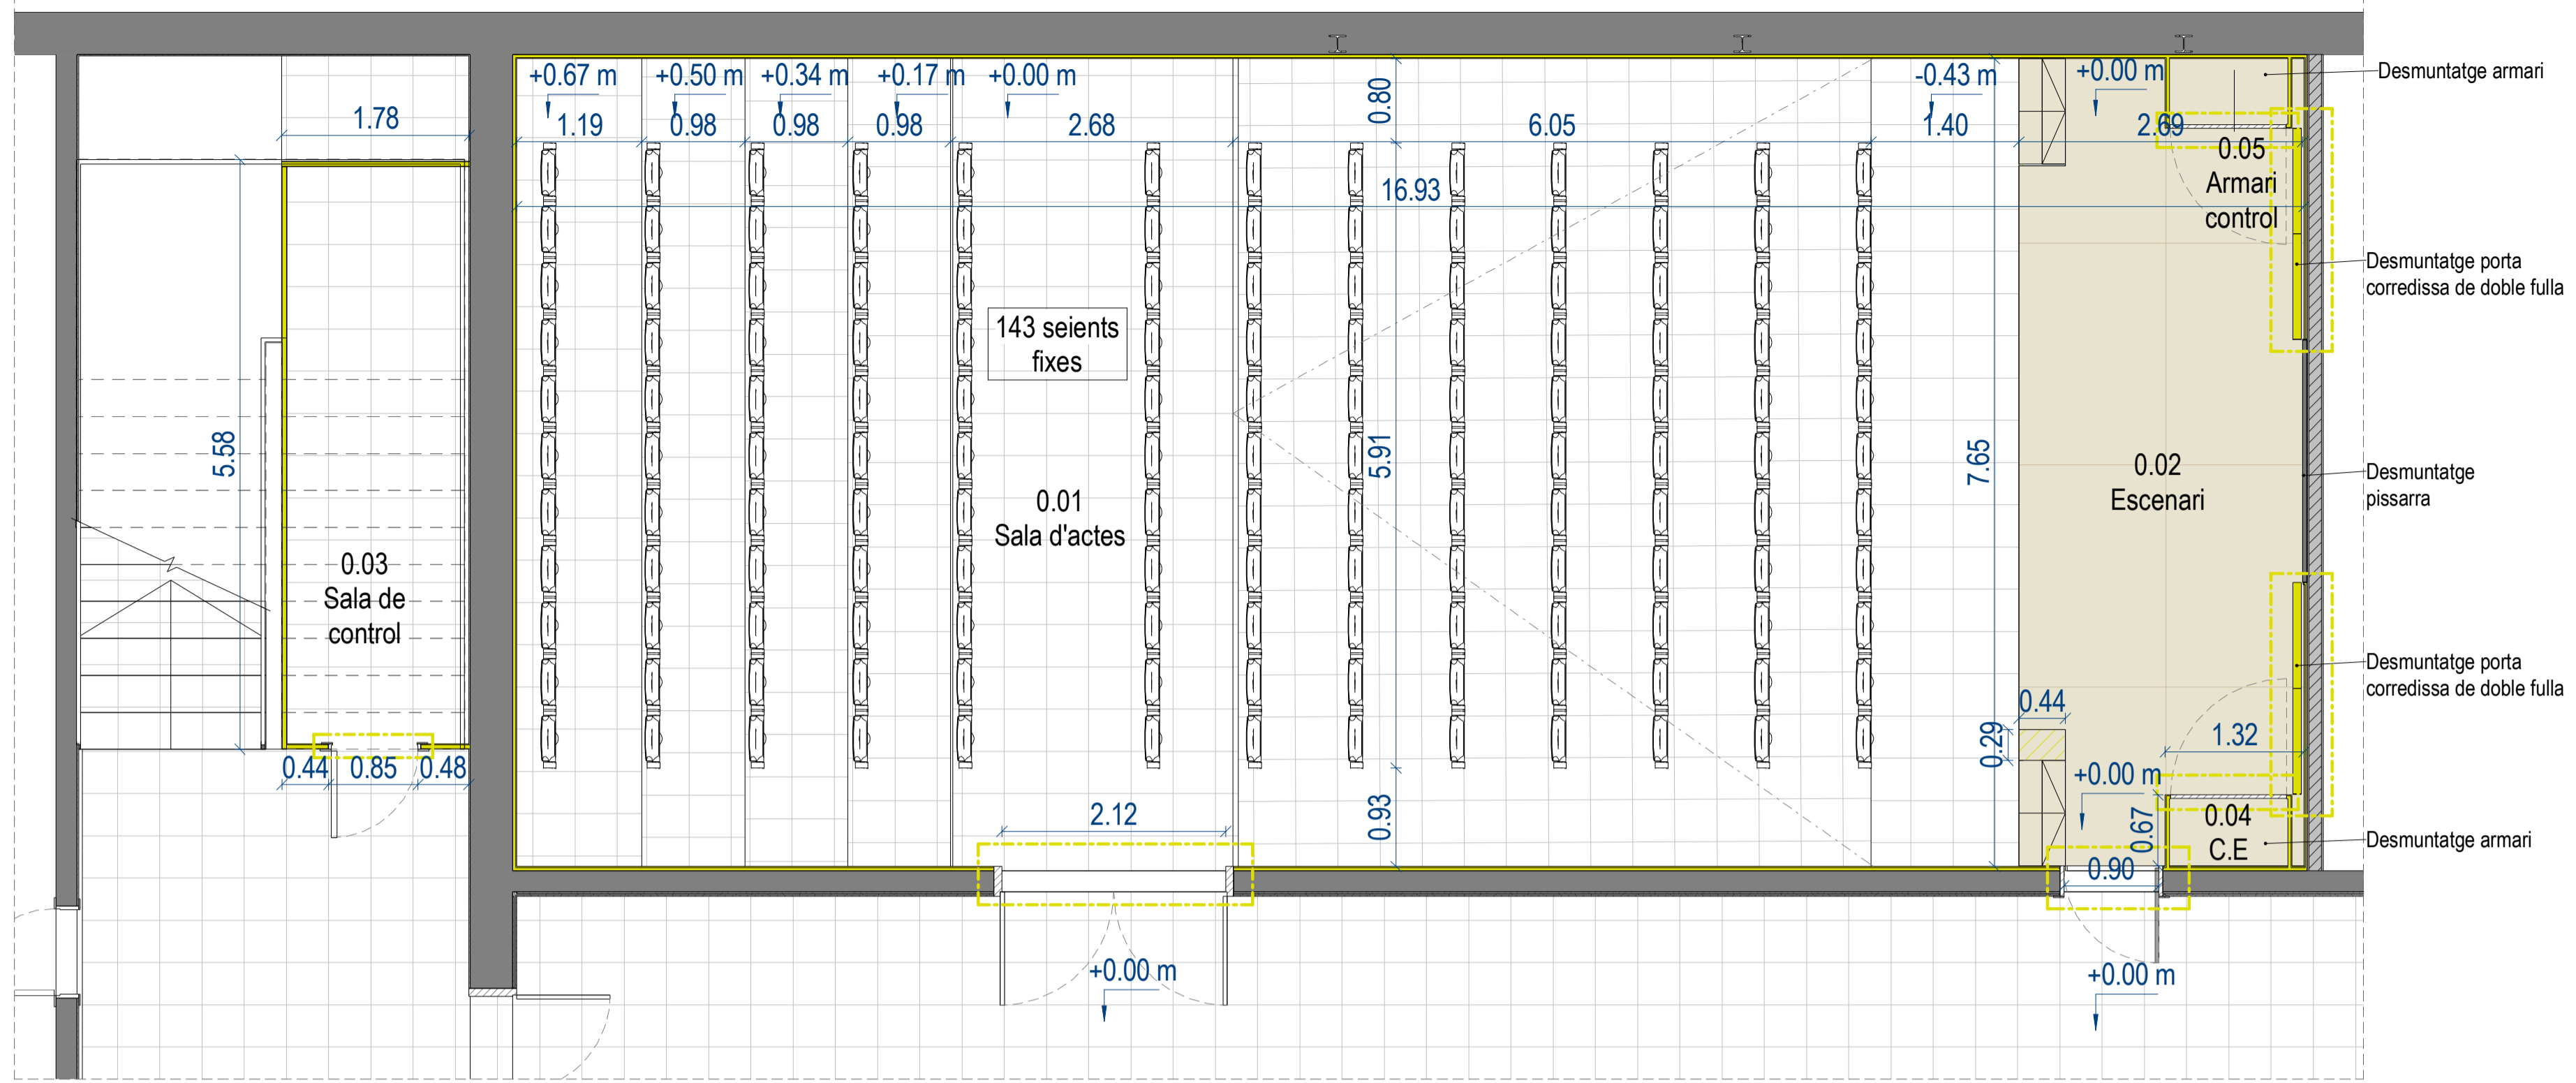 +0.67 m
+0.50 m
+0.34 m
+0.17 m
+0.00 m
-0.43 m
+0.00 m
Desmuntatge armari
1.78
1.19
0.98
0.98
0.98
2.68
0.80
6.05
1.40
2.69
0.05
Armari
control
16.93
Desmuntatge porta
corredissa de doble fulla
143 seients
fixes
5.58
5.91
7.65
0.02
Escenari
Desmuntatge
pissarra
0.01
Sala d'actes
0.03
Sala de
control
Desmuntatge porta
corredissa de doble fulla
0.44
0.29
1.32
0.44
0.85
0.48
+0.00 m
0.93
2.12
0.67
0.04
C.E
Desmuntatge armari
0.90
+0.00 m
+0.00 m